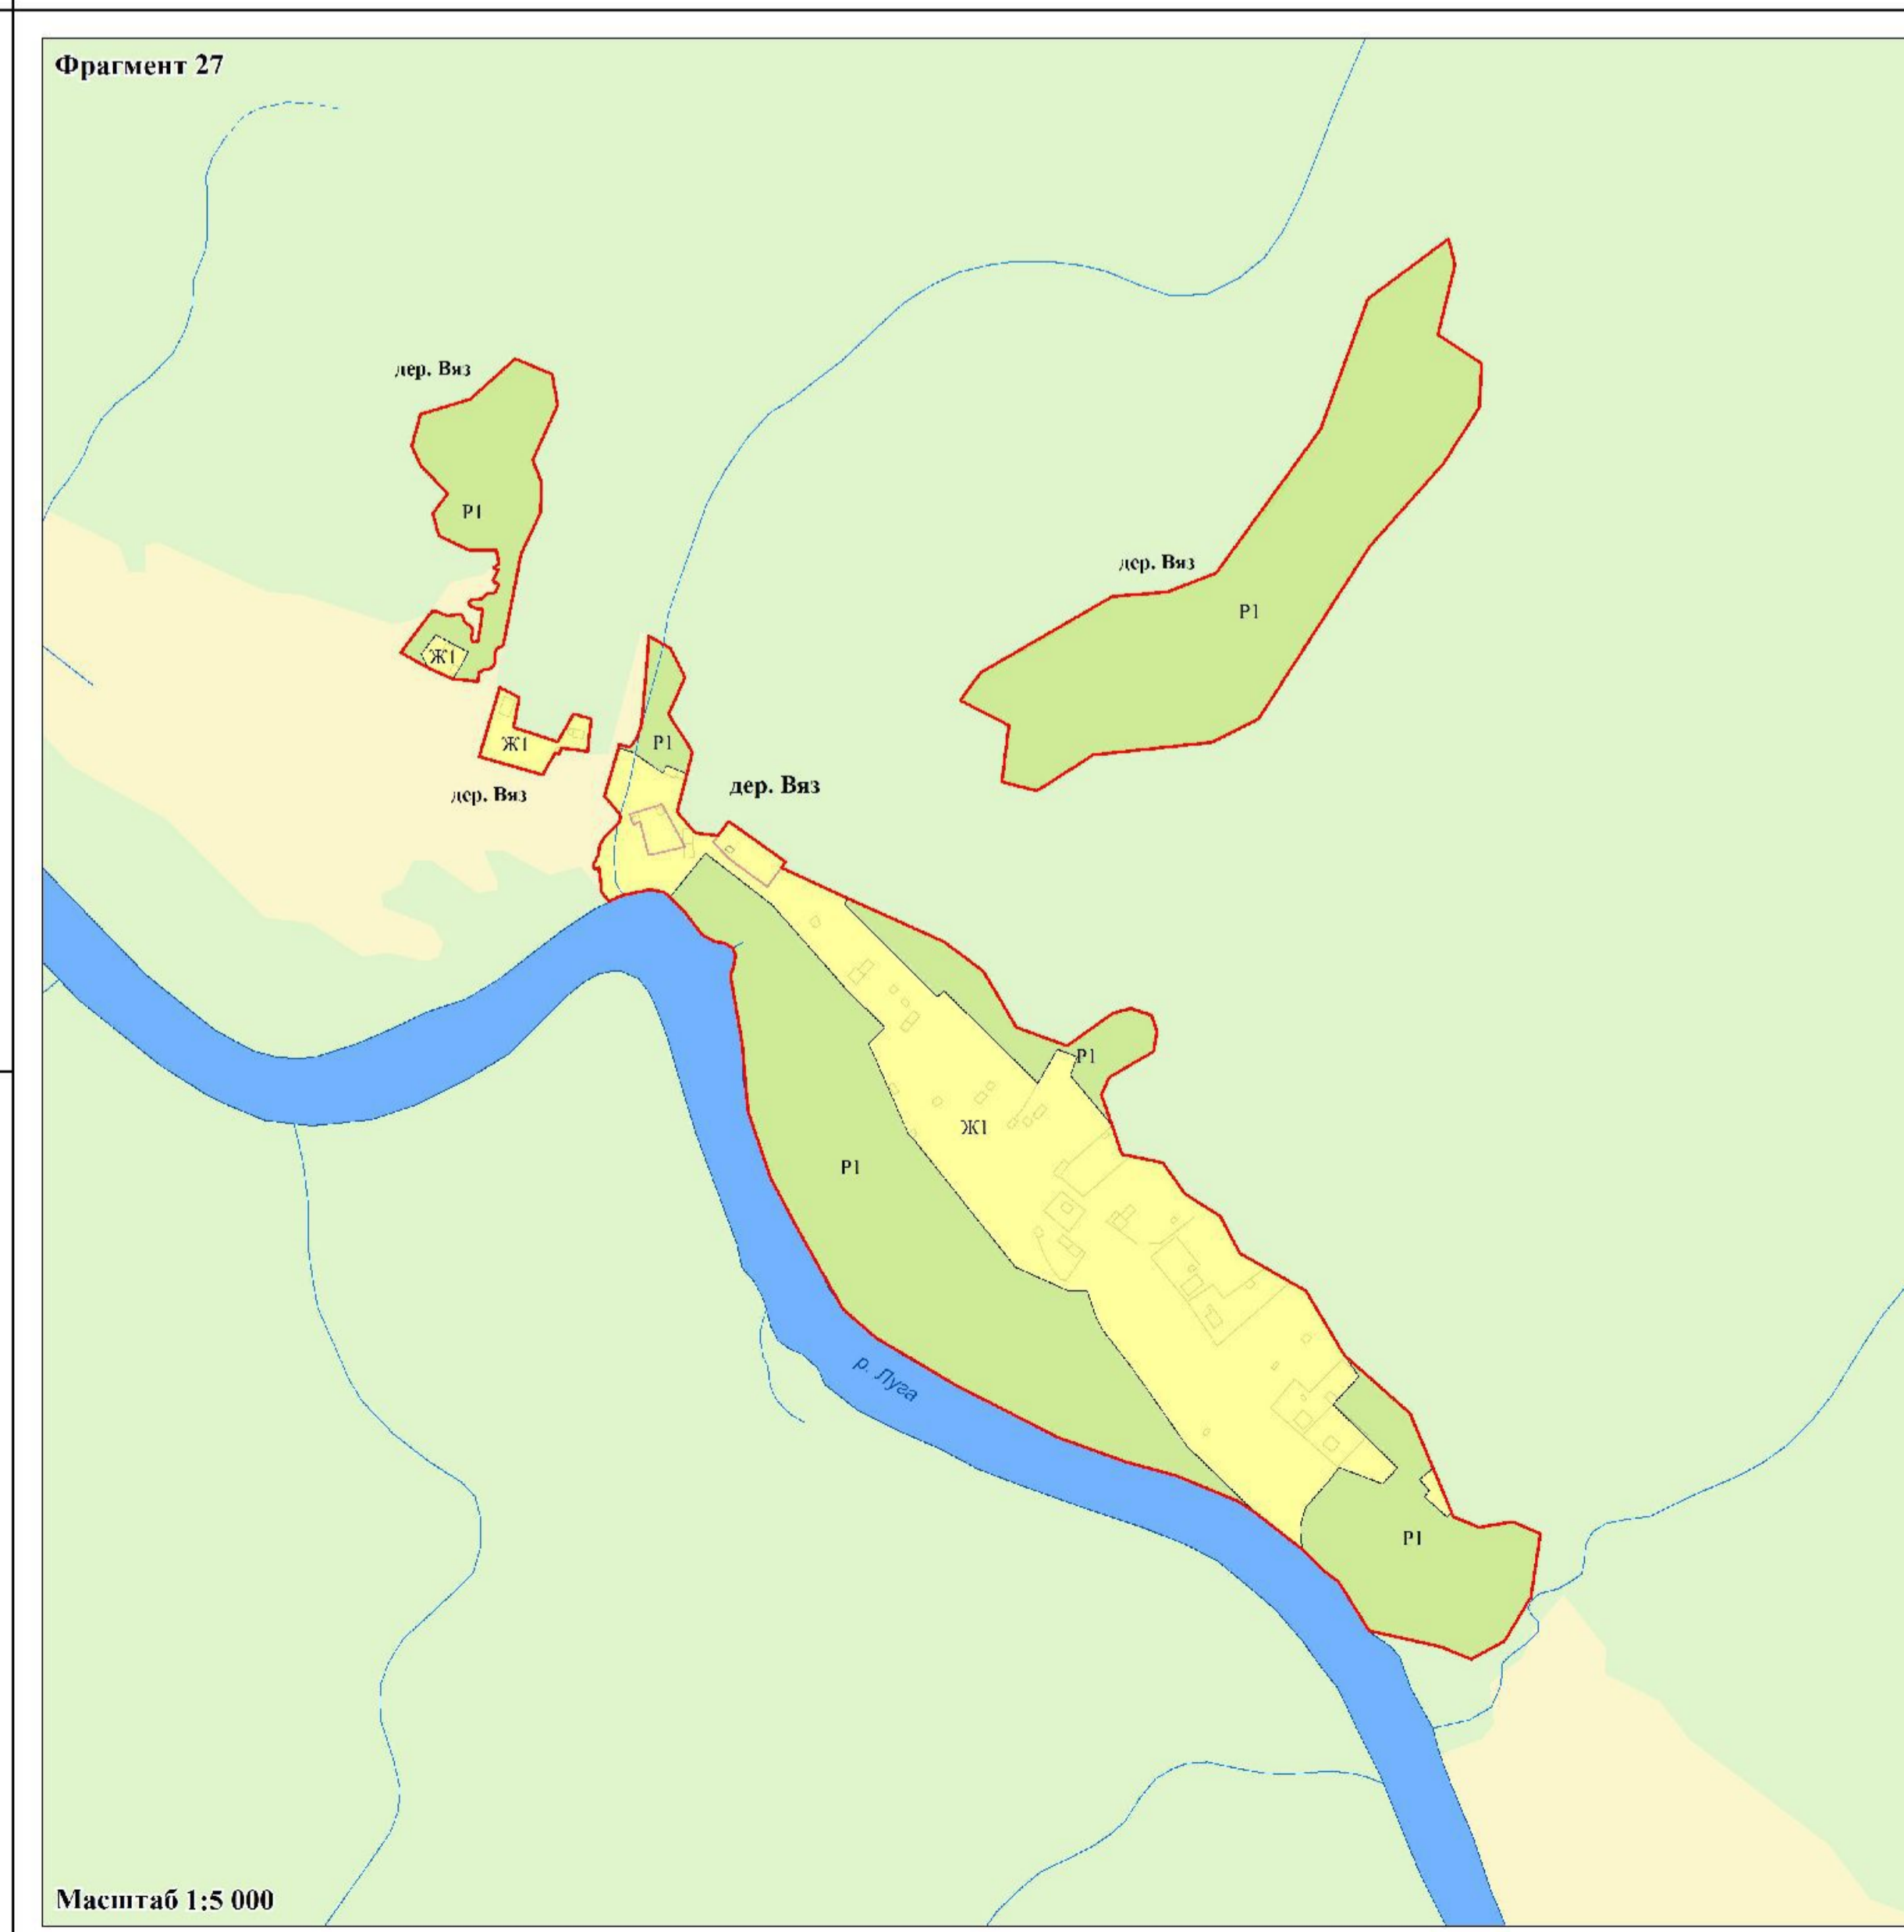 Фрагмент 27
дер. Вяз
Р1
дер. Вяз
Р1
Ж1
Р1
Ж1
дер. Вяз
дер. Вяз
Р1
Ж1
Р1
р. Луга
Р1
Масштаб 1:5 000